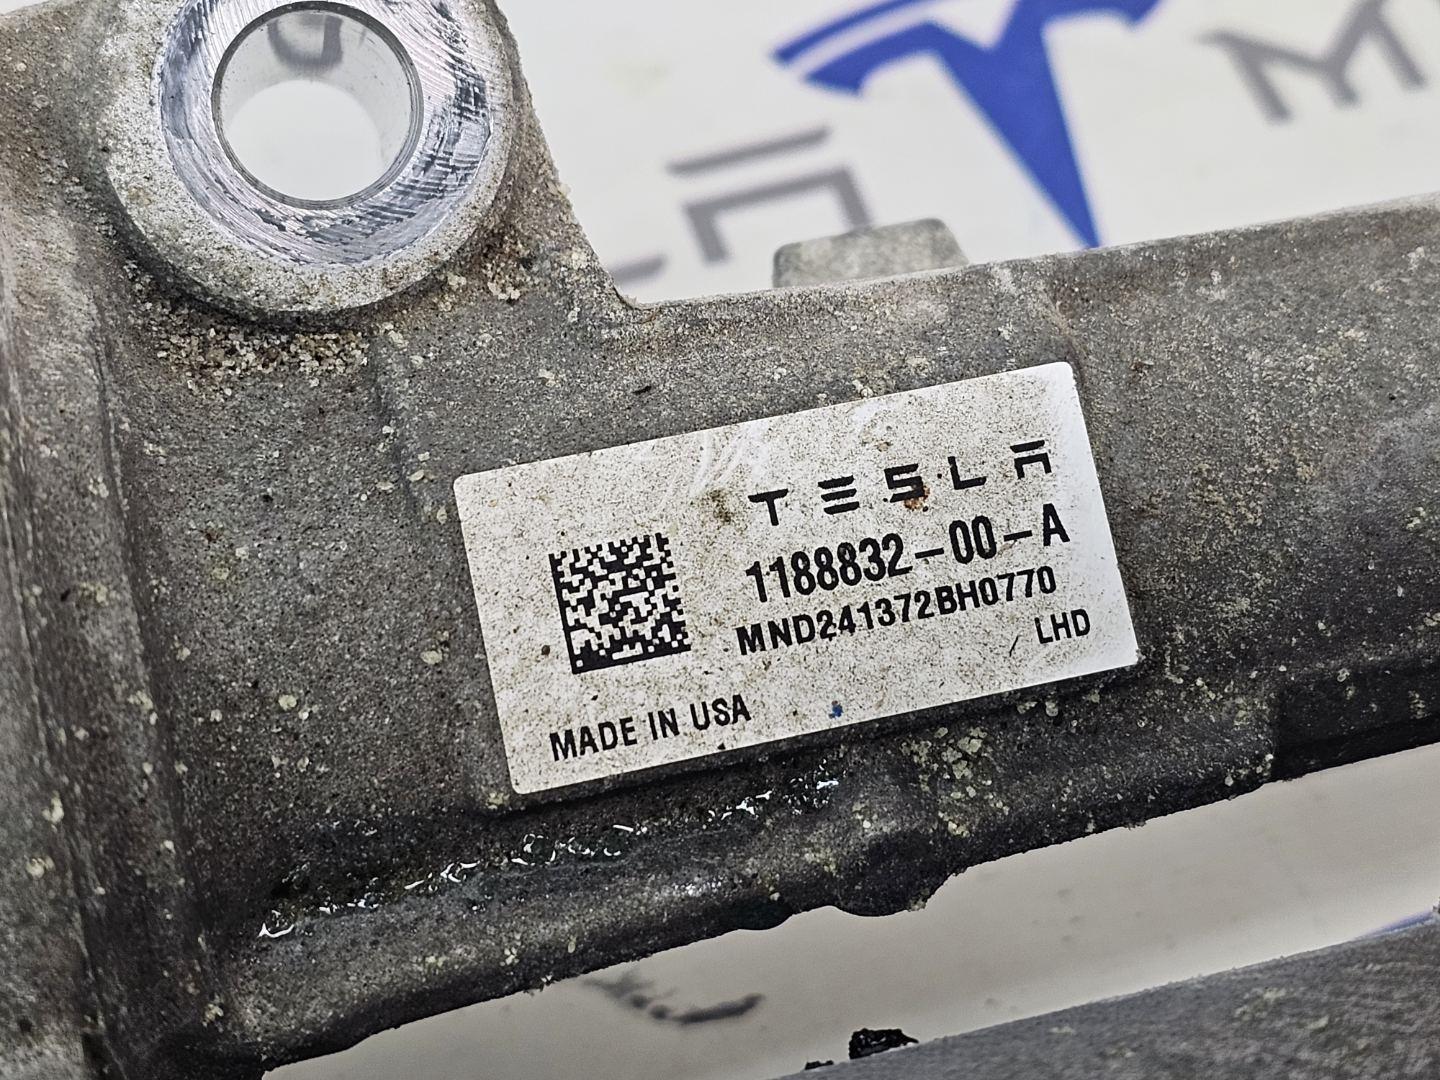 TESLA
1188832-00-A
MND241372BH0770
LHD
MADE IN USA